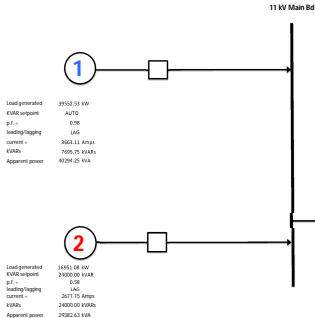 11 kV Main Bd
1
Load generated 39552.53 kW
KVAR setpoint AUTO
p.f. = 0.98
leading/lagging LAG
current = 3663.11 Amps
kVARs 7695.75 kVARs
Apparent power 40294.25 kVA
2
Load generated 16951.08 kW
KVAR setpoint 24000.00 kVAR
p.f. = 0.58
leading/lagging LAG
current = 2671.15 Amps
kVARs 24000.00 kVARs
Apparent power 29382.63 kVA